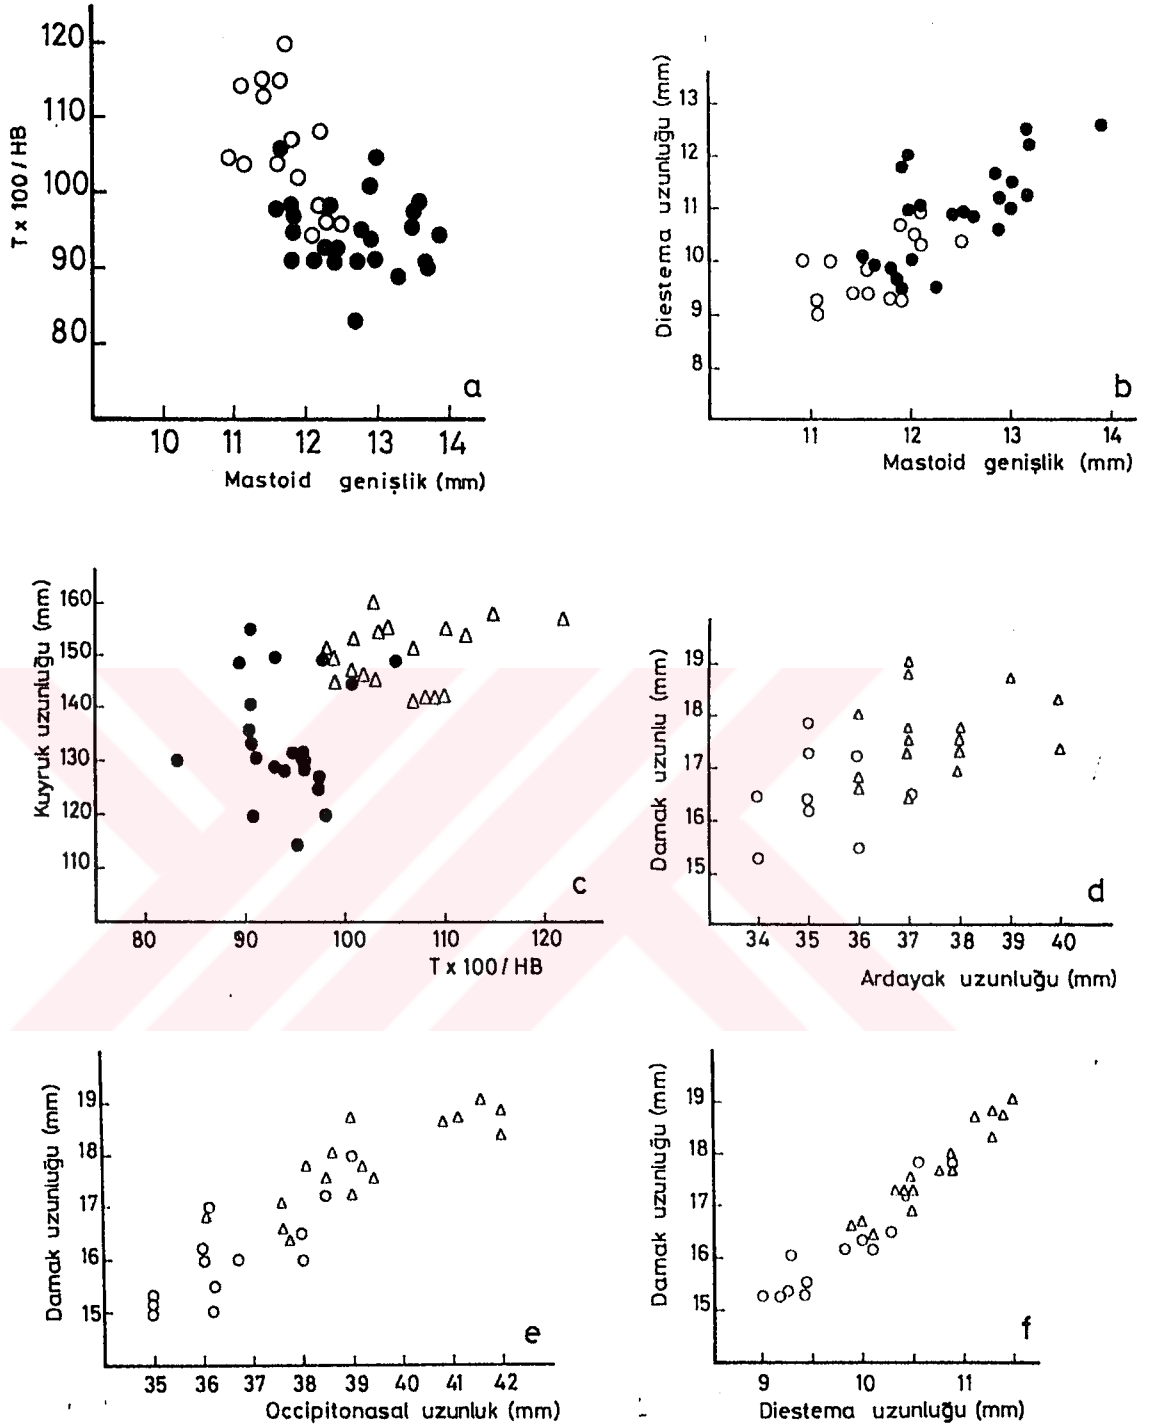 120
110
100
90
80
T x 100 / HB
10 11 12 13 14
Mastoid genişlik (mm)
a
13
12
11
10
9
8
Diestema uzunluğu (mm)
11 12 13 14
Mastoid genişlik (mm)
b
160
150
140
130
120
110
Kuyruk uzunluğu (mm)
80 90 100 110 120
T x 100 / HB
c
19
18
17
16
15
Damak uzunlu (mm)
34 35 36 37 38 39 40
Ardayak uzunluğu (mm)
d
19
18
17
16
15
Damak uzunluğu (mm)
35 36 37 38 39 40 41 42
Occipitonasal uzunluk (mm)
e
19
18
17
16
15
Damak uzunluğu (mm)
9 10 11
Diestema uzunluğu (mm)
f